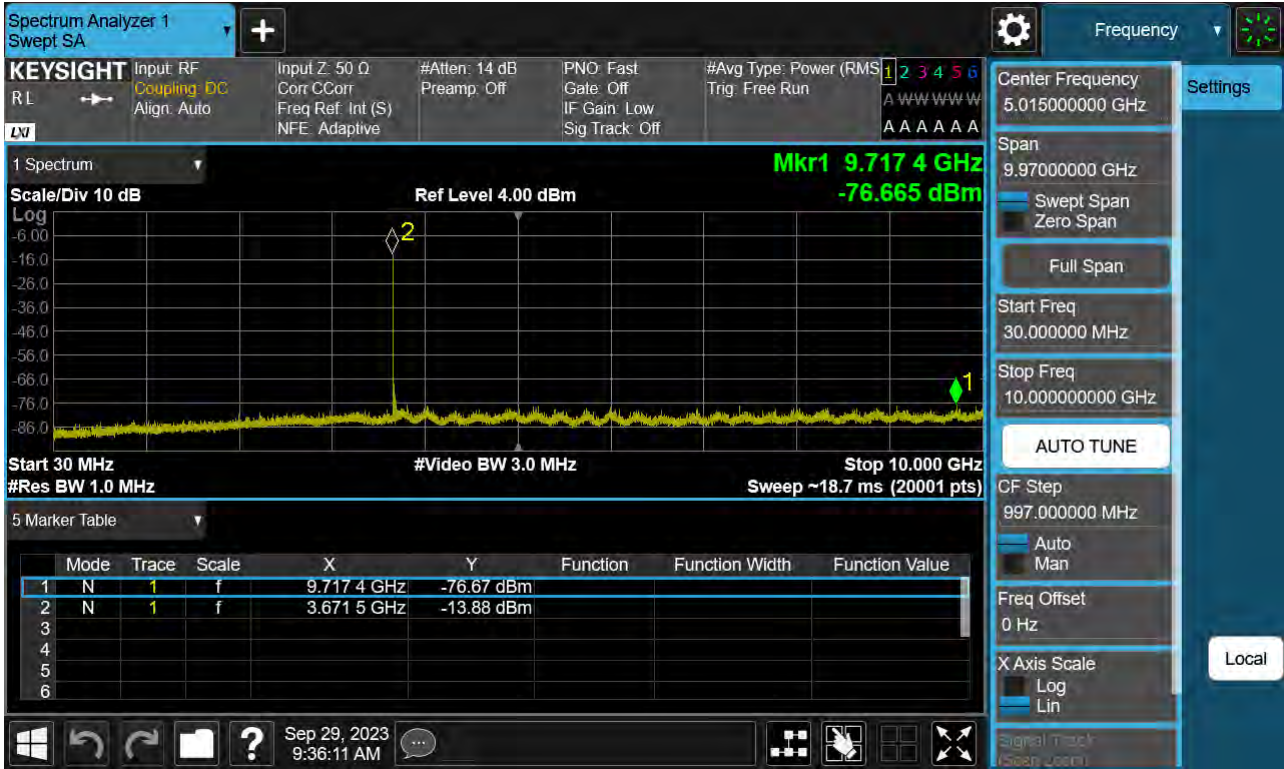 Spectrum Analyzer 1
Swept SA
Frequency
KEYSIGHT
R L
LXI
Input: RF
Coupling: DC
Align: Auto
Input Z: 50 Ω
Corr CCorr
Freq Ref: Int (S)
NFE: Adaptive
#Atten: 14 dB
Preamp: Off
PNO: Fast
Gate: Off
IF Gain: Low
Sig Track: Off
#Avg Type: Power (RMS
Trig: Free Run
1 2 3 4 5 6
A W W W W W
A A A A A A
1 Spectrum
Scale/Div 10 dB
Ref Level 4.00 dBm
Mkr1 9.717 4 GHz
-76.665 dBm
Log
-6.00
-16.0
-26.0
-36.0
-46.0
-56.0
-66.0
-76.0
-86.0
2
1
Start 30 MHz
#Video BW 3.0 MHz
Stop 10.000 GHz
#Res BW 1.0 MHz
Sweep ~18.7 ms (20001 pts)
5 Marker Table
Mode Trace Scale X Y Function Function Width Function Value
1 N 1 f 9.717 4 GHz -76.67 dBm
2 N 1 f 3.671 5 GHz -13.88 dBm
3
4
5
6
Sep 29, 2023
9:36:11 AM
Center Frequency
5.015000000 GHz
Settings
Span
9.97000000 GHz
Swept Span
Zero Span
Full Span
Start Freq
30.000000 MHz
Stop Freq
10.000000000 GHz
AUTO TUNE
CF Step
997.000000 MHz
Auto
Man
Freq Offset
0 Hz
X Axis Scale
Log
Lin
Local
Signal Track
(Span Zoom)